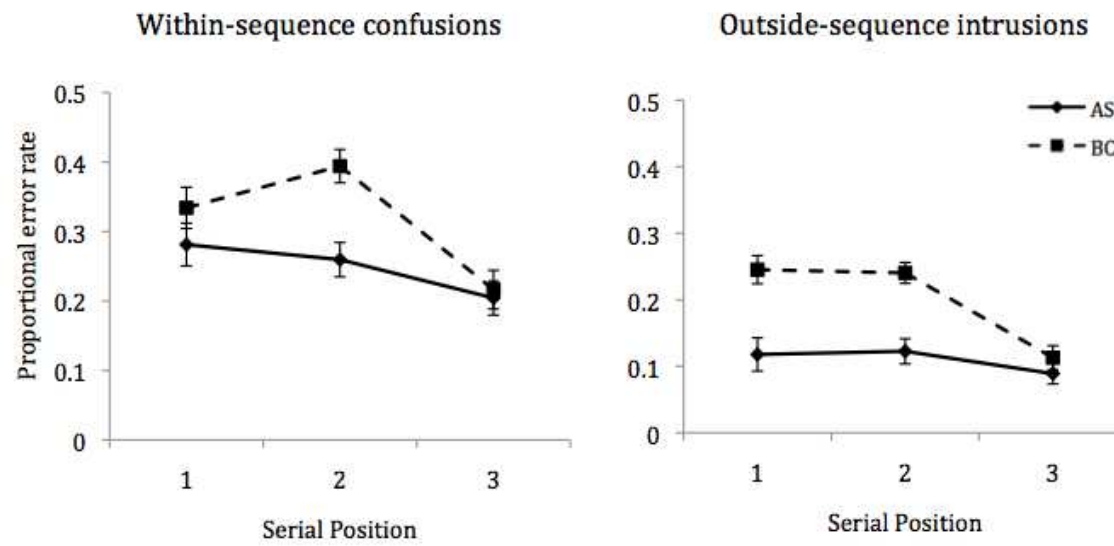 Within-sequence confusions
Proportional error rate
0.5
0.4
0.3
0.2
0.1
0
1 2 3
Serial Position
Outside-sequence intrusions
0.5
0.4
0.3
0.2
0.1
0
1 2 3
Serial Position
AS